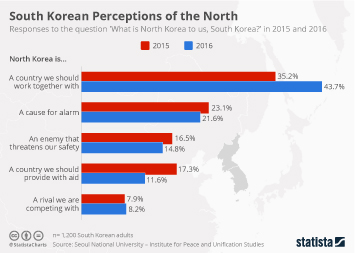 South Korean Perceptions of the North
Responses to the question 'What is North Korea to us, South Korea?' in 2015 and 2016
2015 2016
North Korea is...
A country we should
work together with
35.2%
43.7%
A cause for alarm
23.1%
21.6%
An enemy that
threatens our safety
16.5%
14.8%
A country we should
provide with aid
17.3%
11.6%
A rival we are
competing with
7.9%
8.2%
n= 1,200 South Korean adults
@StatistaCharts Source: Seoul National University – Institute for Peace and Unification Studies
statista